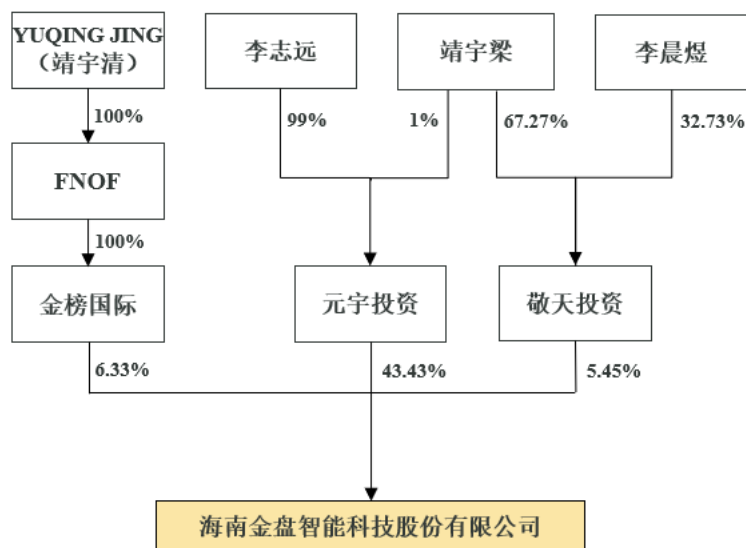 YUQING JING
（靖宇清）
李志远
靖宇梁
李晨煜
100%
99%
1%
67.27%
32.73%
FNOF
100%
金榜国际
元宇投资
敬天投资
6.33%
43.43%
5.45%
海南金盘智能科技股份有限公司